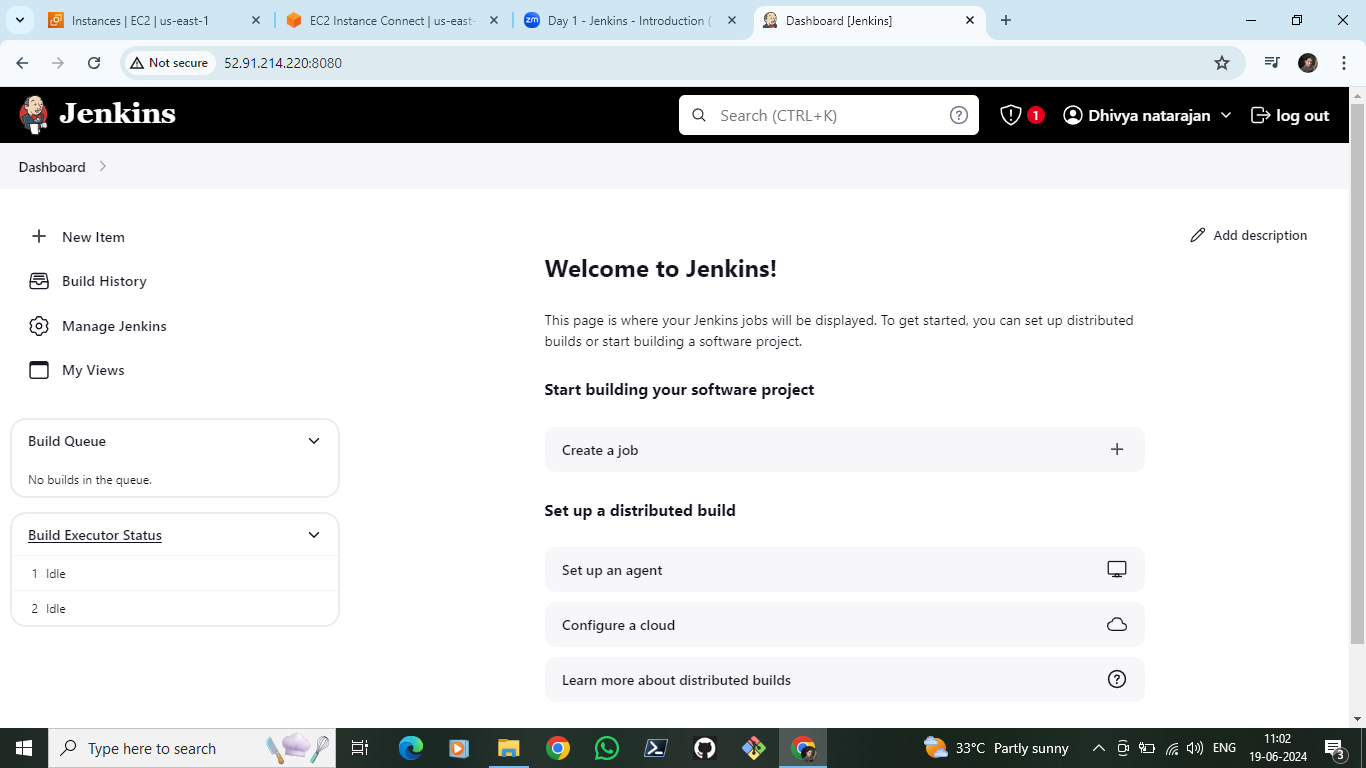 Instances | EC2 | us-east-1
EC2 Instance Connect | us-east-
Day 1 - Jenkins - Introduction (
Dashboard [Jenkins]
Not secure
52.91.214.220:8080
Jenkins
Search (CTRL+K)
1
Dhivya natarajan
log out
Dashboard
New Item
Build History
Manage Jenkins
My Views
Build Queue
No builds in the queue.
Build Executor Status
1 Idle
2 Idle
Add description
Welcome to Jenkins!
This page is where your Jenkins jobs will be displayed. To get started, you can set up distributed
builds or start building a software project.
Start building your software project
Create a job
Set up a distributed build
Set up an agent
Configure a cloud
Learn more about distributed builds
Type here to search
33°C Partly sunny
ENG
11:02
19-06-2024
3